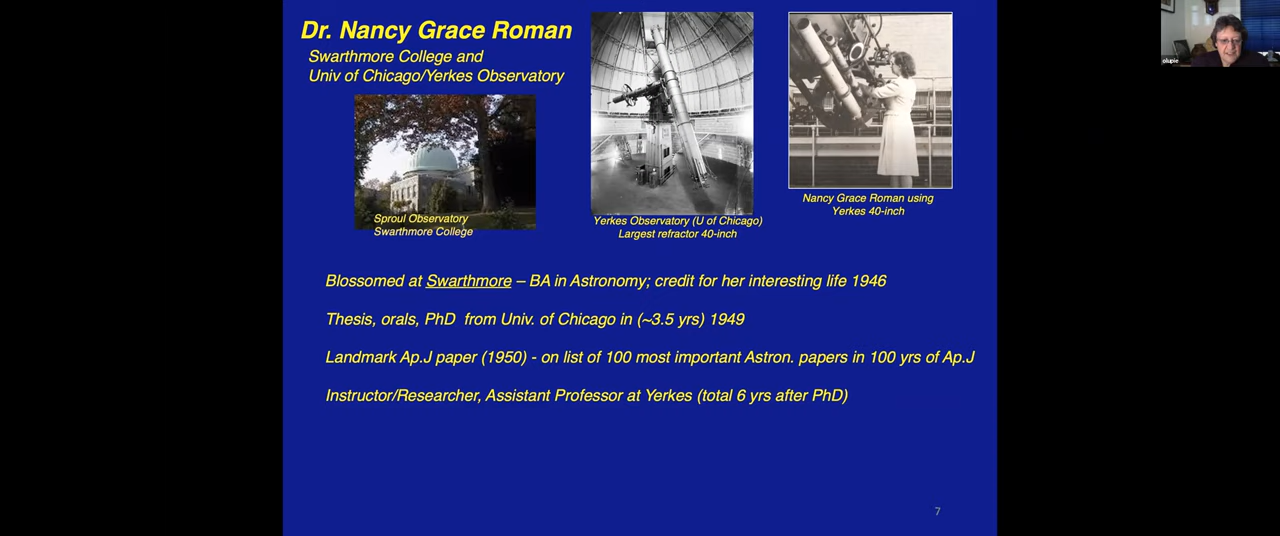 Dr. Nancy Grace Roman
Swarthmore College and
Univ of Chicago/Yerkes Observatory
Sproul Observatory
Swarthmore College
Yerkes Observatory (U of Chicago)
Largest refractor 40-inch
Nancy Grace Roman using
Yerkes 40-inch
Blossomed at Swarthmore – BA in Astronomy; credit for her interesting life 1946
Thesis, orals, PhD from Univ. of Chicago in (~3.5 yrs) 1949
Landmark Ap.J paper (1950) - on list of 100 most important Astron. papers in 100 yrs of Ap.J
Instructor/Researcher, Assistant Professor at Yerkes (total 6 yrs after PhD)
7
olupie